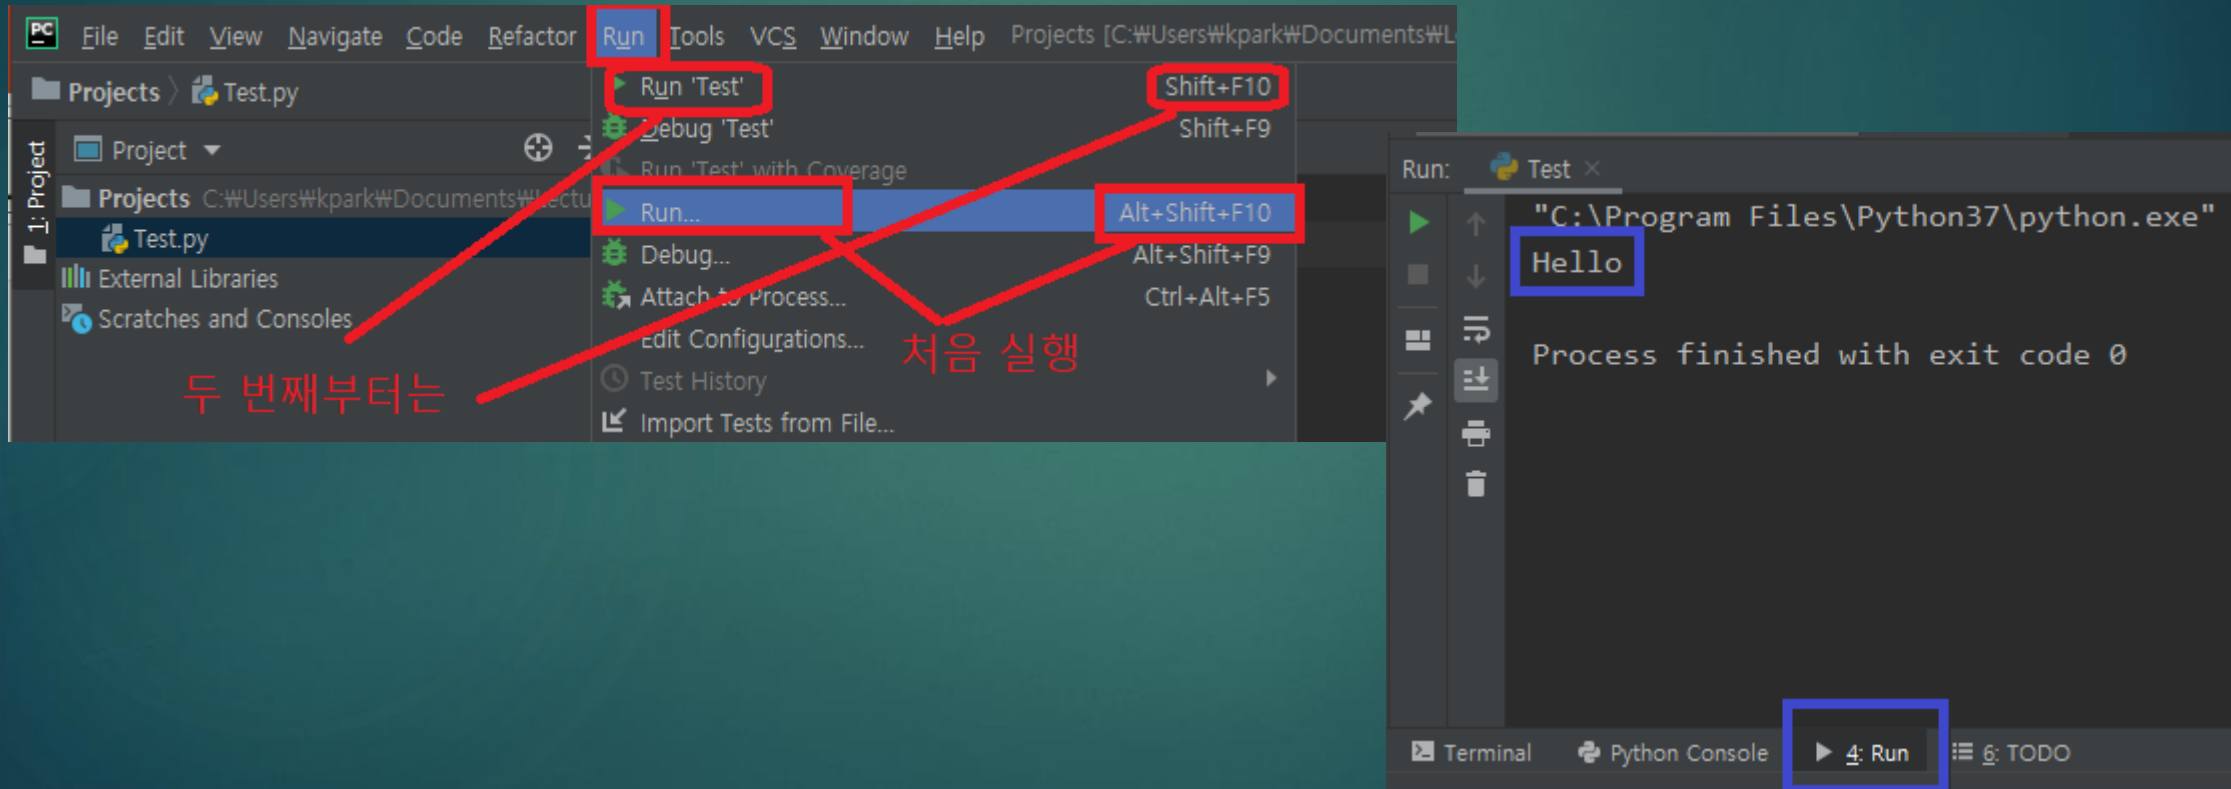 PC File Edit View Navigate Code Refactor Run Tools VCS Window Help Projects [C:₩Users₩kpark₩Documents₩L
Projects Test.py
1: Project
Project
Projects C:₩Users₩kpark₩Documents₩Lectu
Test.py
External Libraries
Scratches and Consoles
Run 'Test' Shift+F10
Debug 'Test' Shift+F9
Run 'Test' with Coverage
Run... Alt+Shift+F10
Debug... Alt+Shift+F9
Attach to Process... Ctrl+Alt+F5
Edit Configurations...
Test History
Import Tests from File...
두 번째부터는
처음 실행
Run: Test
"C:\Program Files\Python37\python.exe"
Hello
Process finished with exit code 0
Terminal Python Console 4: Run 6: TODO